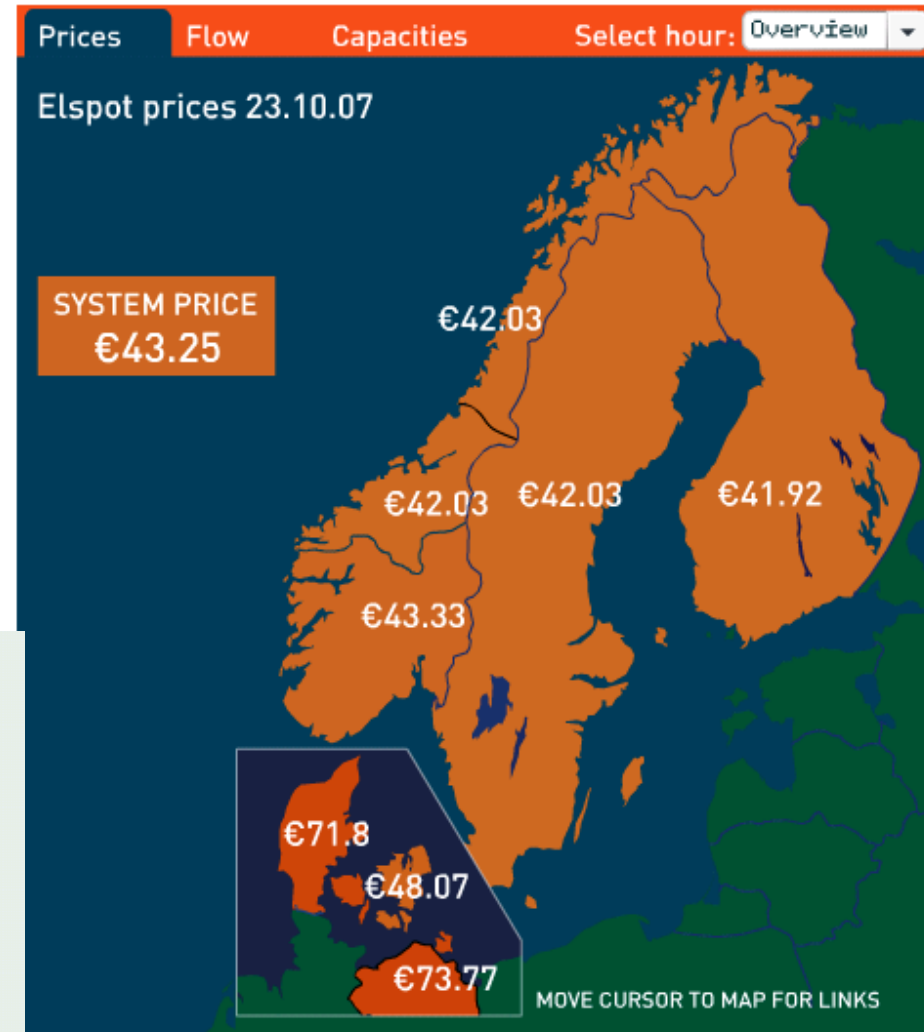 Prices Flow Capacities Select hour: Overview
Elspot prices 23.10.07
SYSTEM PRICE
€43.25
€42.03
€42.03 €42.03 €41.92
€43.33
€71.8
€48.07
€73.77
MOVE CURSOR TO MAP FOR LINKS